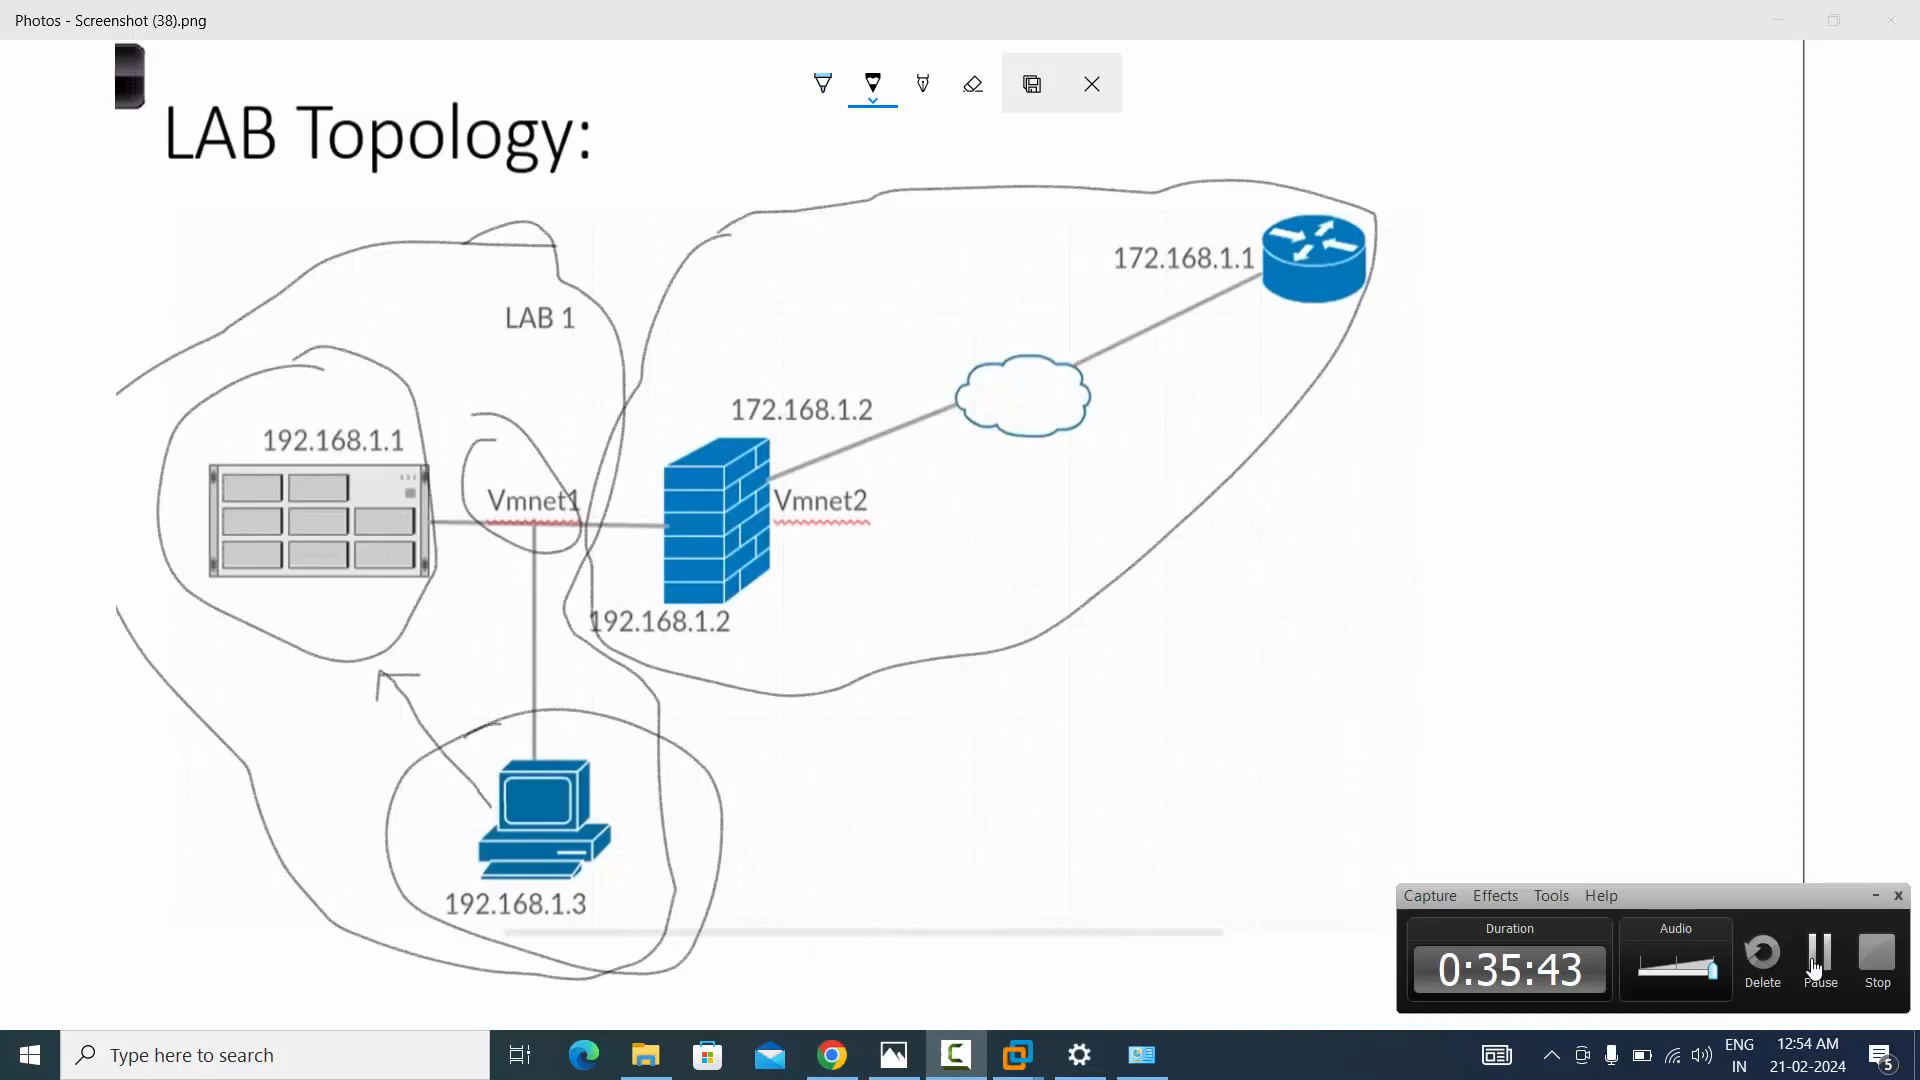 Photos - Screenshot (38).png
LAB Topology:
172.168.1.1
LAB 1
172.168.1.2
192.168.1.1
Vmnet1
Vmnet2
192.168.1.2
192.168.1.3
Capture Effects Tools Help
Duration
Audio
0:35:43
Delete
Pause
Stop
Type here to search
ENG
IN
12:54 AM
21-02-2024
5